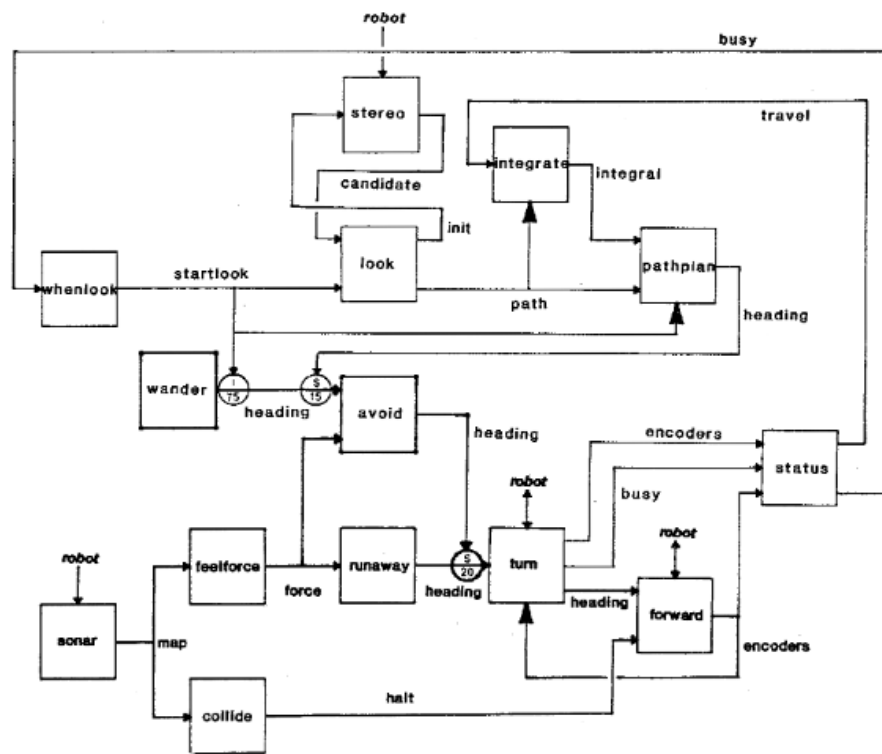 robot
busy
stereo
travel
integrate
candidate
integral
init
look
pathplan
whenlook
startlook
path
heading
wander
I
75
S
15
heading
avoid
heading
encoders
status
robot
busy
robot
feelforce
runaway
S
20
turn
robot
force
heading
heading
forward
sonar
map
encoders
halt
collide